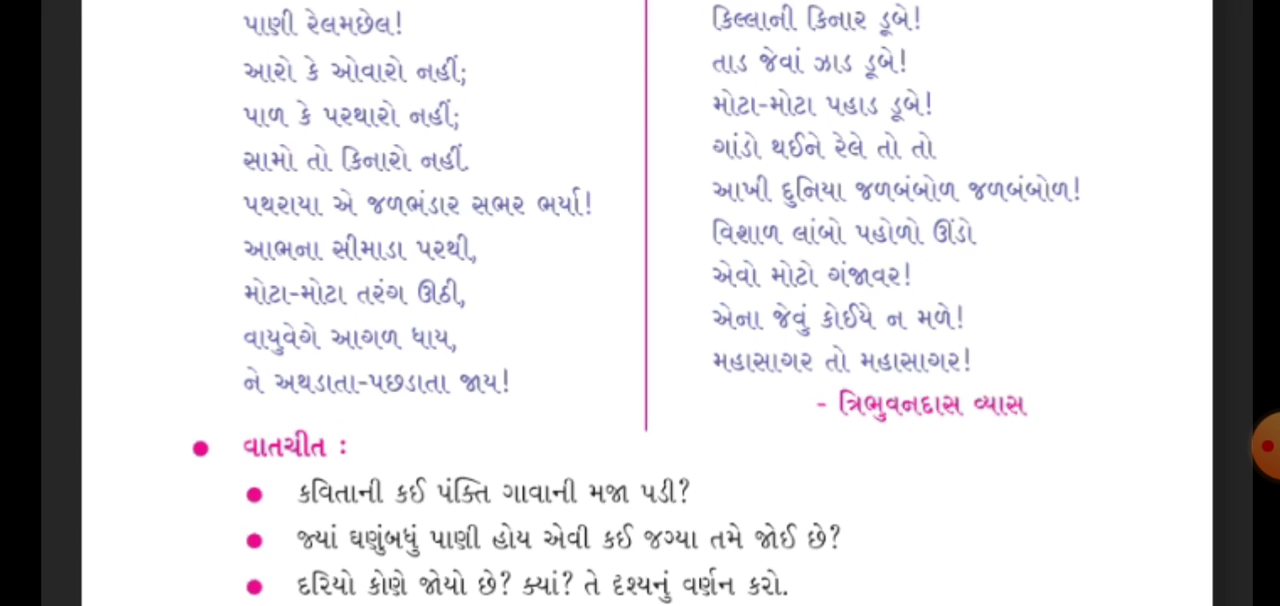 પાણી રેલમછેલ!
આરો કે ઓવારો નહીં;
પાળ કે પરથારો નહીં;
સામો તો કિનારો નહીં.
પથરાયા એ જળભંડાર સભર ભર્યા!
આભના સીમાડા પરથી,
મોટા-મોટા તરંગ ઊઠી,
વાયુવેગે આગળ ધાય,
ને અથડાતા-પછડાતા જાય!
કિલ્લાની કિનાર ડૂબે!
તાડ જેવાં ઝાડ ડૂબે!
મોટા-મોટા પહાડ ડૂબે!
ગાંડો થઈને રેલે તો તો
આખી દુનિયા જળબંબોળ જળબંબોળ!
વિશાળ લાંબો પહોળો ઊંડો
એવો મોટો ગંજાવર!
એના જેવું કોઈયે ન મળે!
મહાસાગર તો મહાસાગર!
- ત્રિભુવનદાસ વ્યાસ
● વાતચીત :
● કવિતાની કઈ પંક્તિ ગાવાની મજા પડી?
● જ્યાં ઘણુંબધું પાણી હોય એવી કઈ જગ્યા તમે જોઈ છે?
● દરિયો કોણે જોયો છે? ક્યાં? તે દૃશ્યનું વર્ણન કરો.